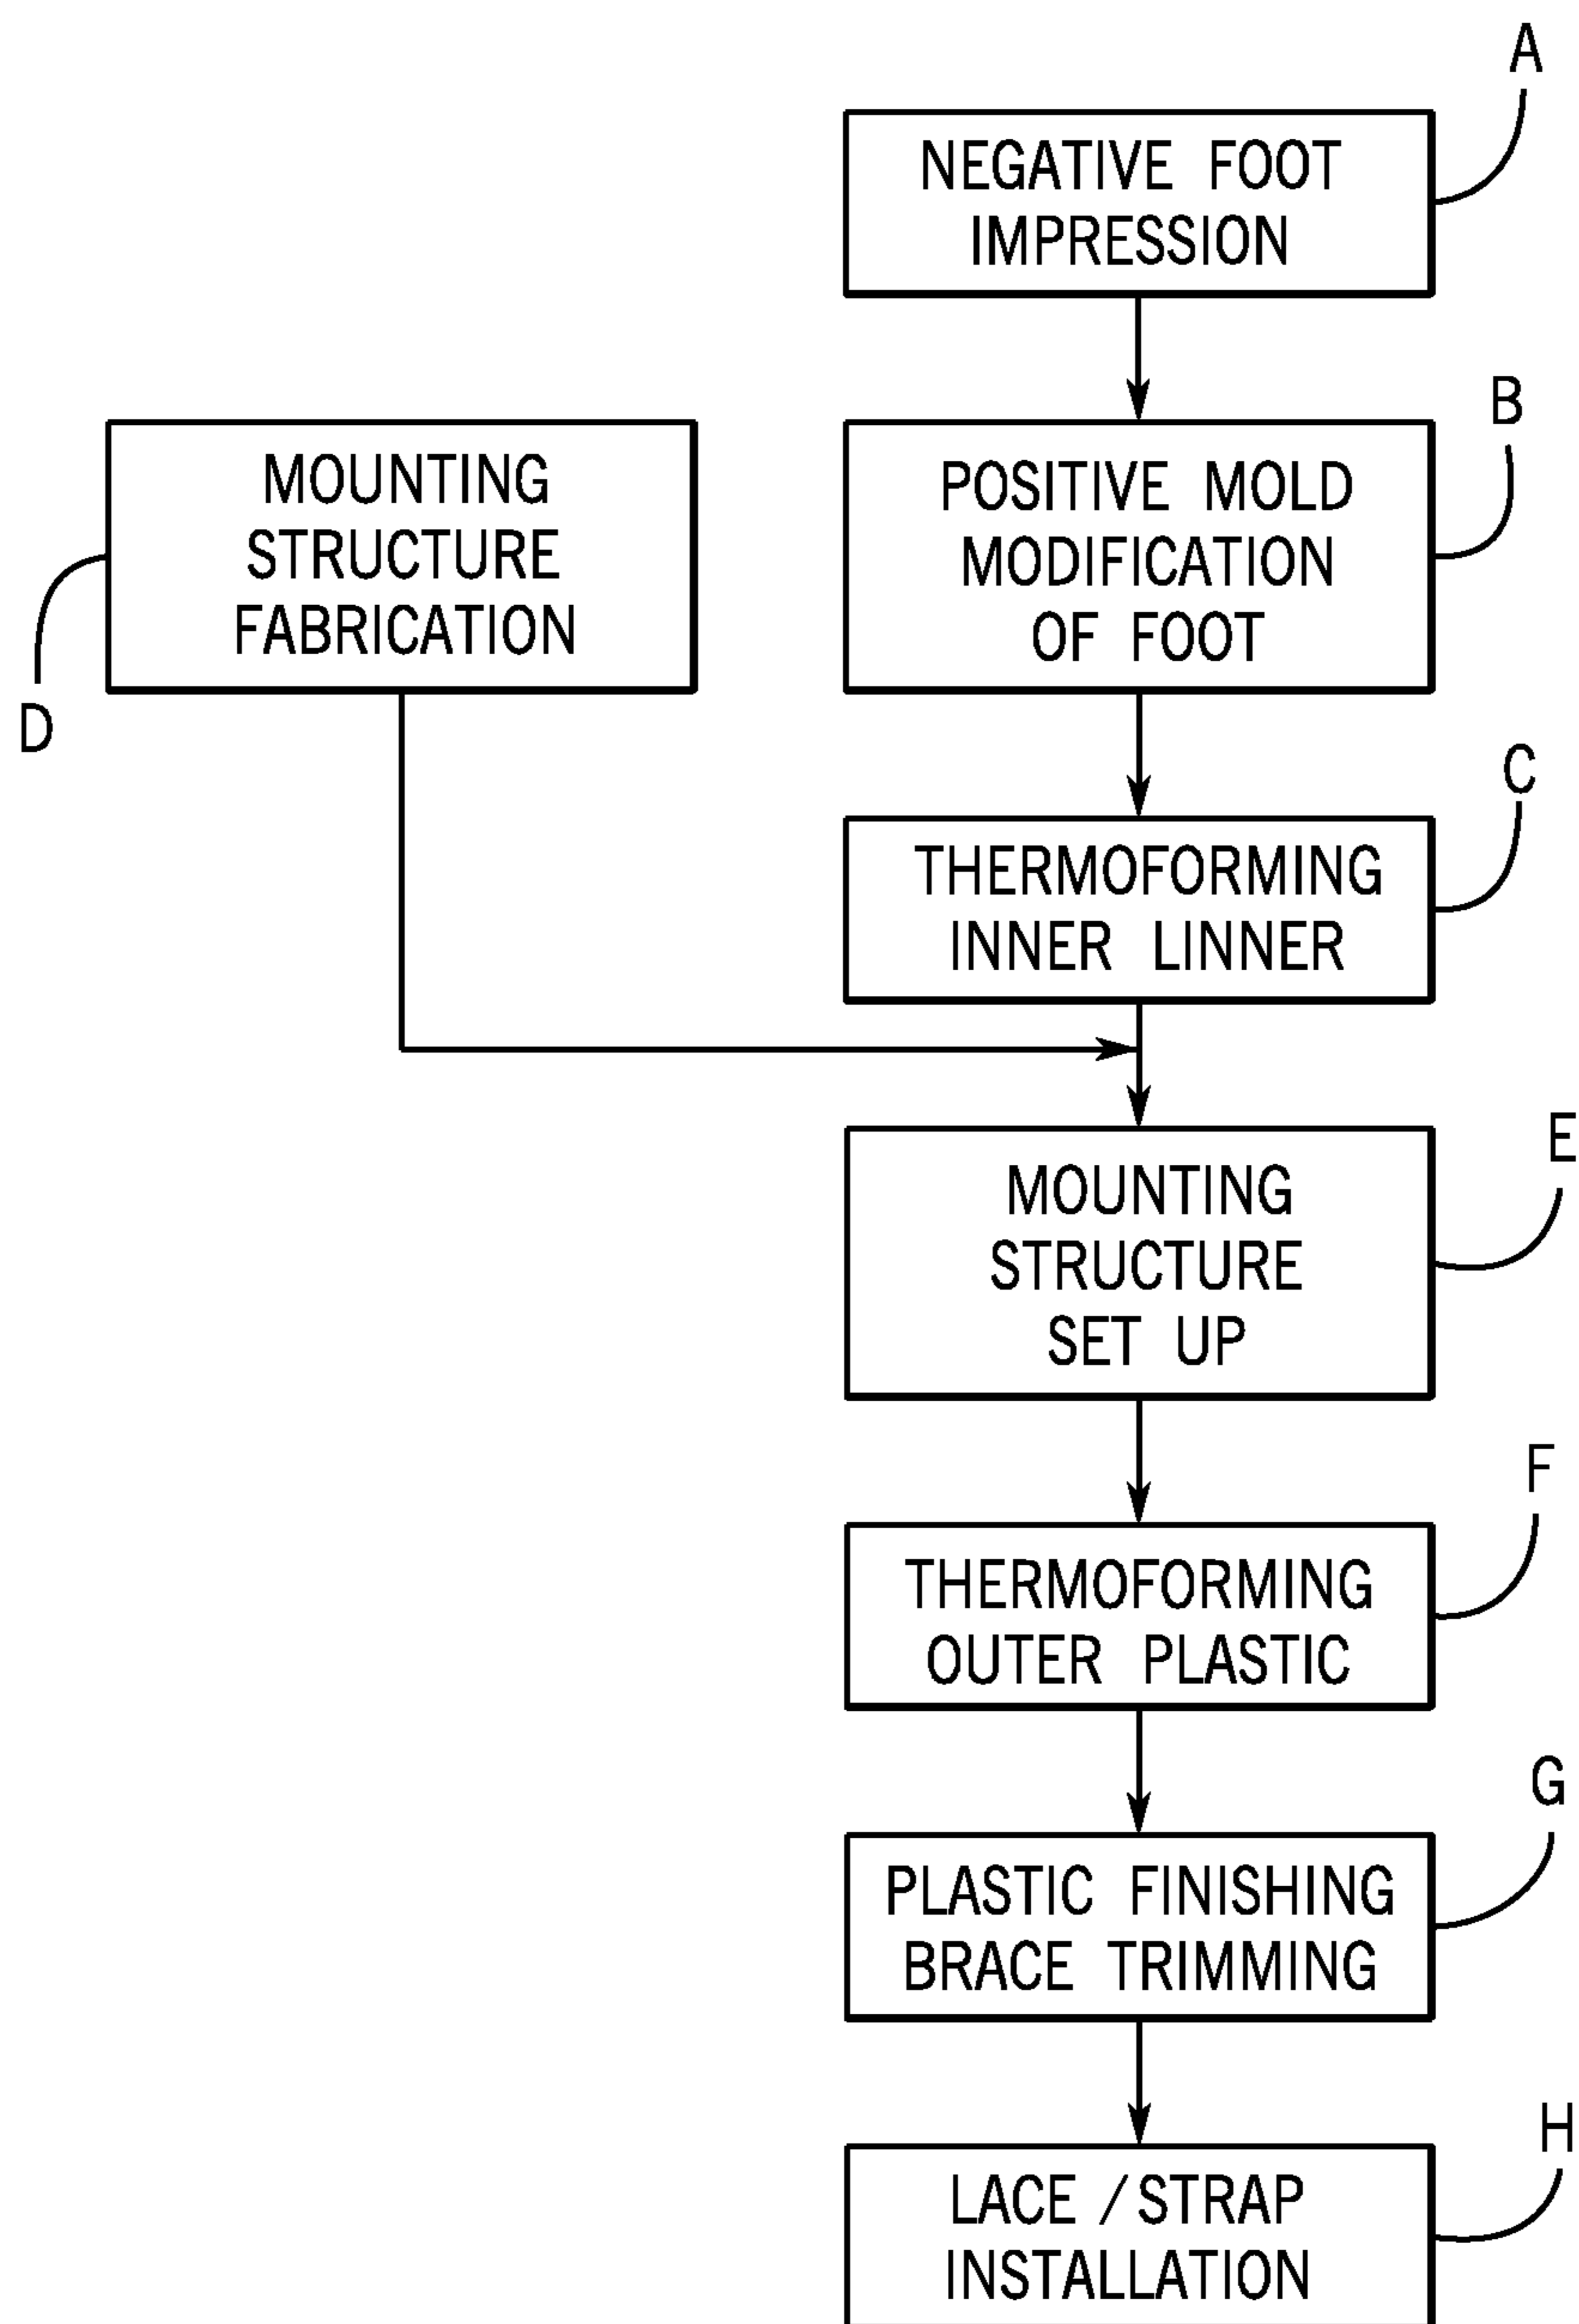 A
NEGATIVE FOOT
IMPRESSION
B
POSITIVE MOLD
MODIFICATION
OF FOOT
MOUNTING
STRUCTURE
FABRICATION
D
C
THERMOFORMING
INNER LINNER
E
MOUNTING
STRUCTURE
SET UP
F
THERMOFORMING
OUTER PLASTIC
G
PLASTIC FINISHING
BRACE TRIMMING
H
LACE / STRAP
INSTALLATION